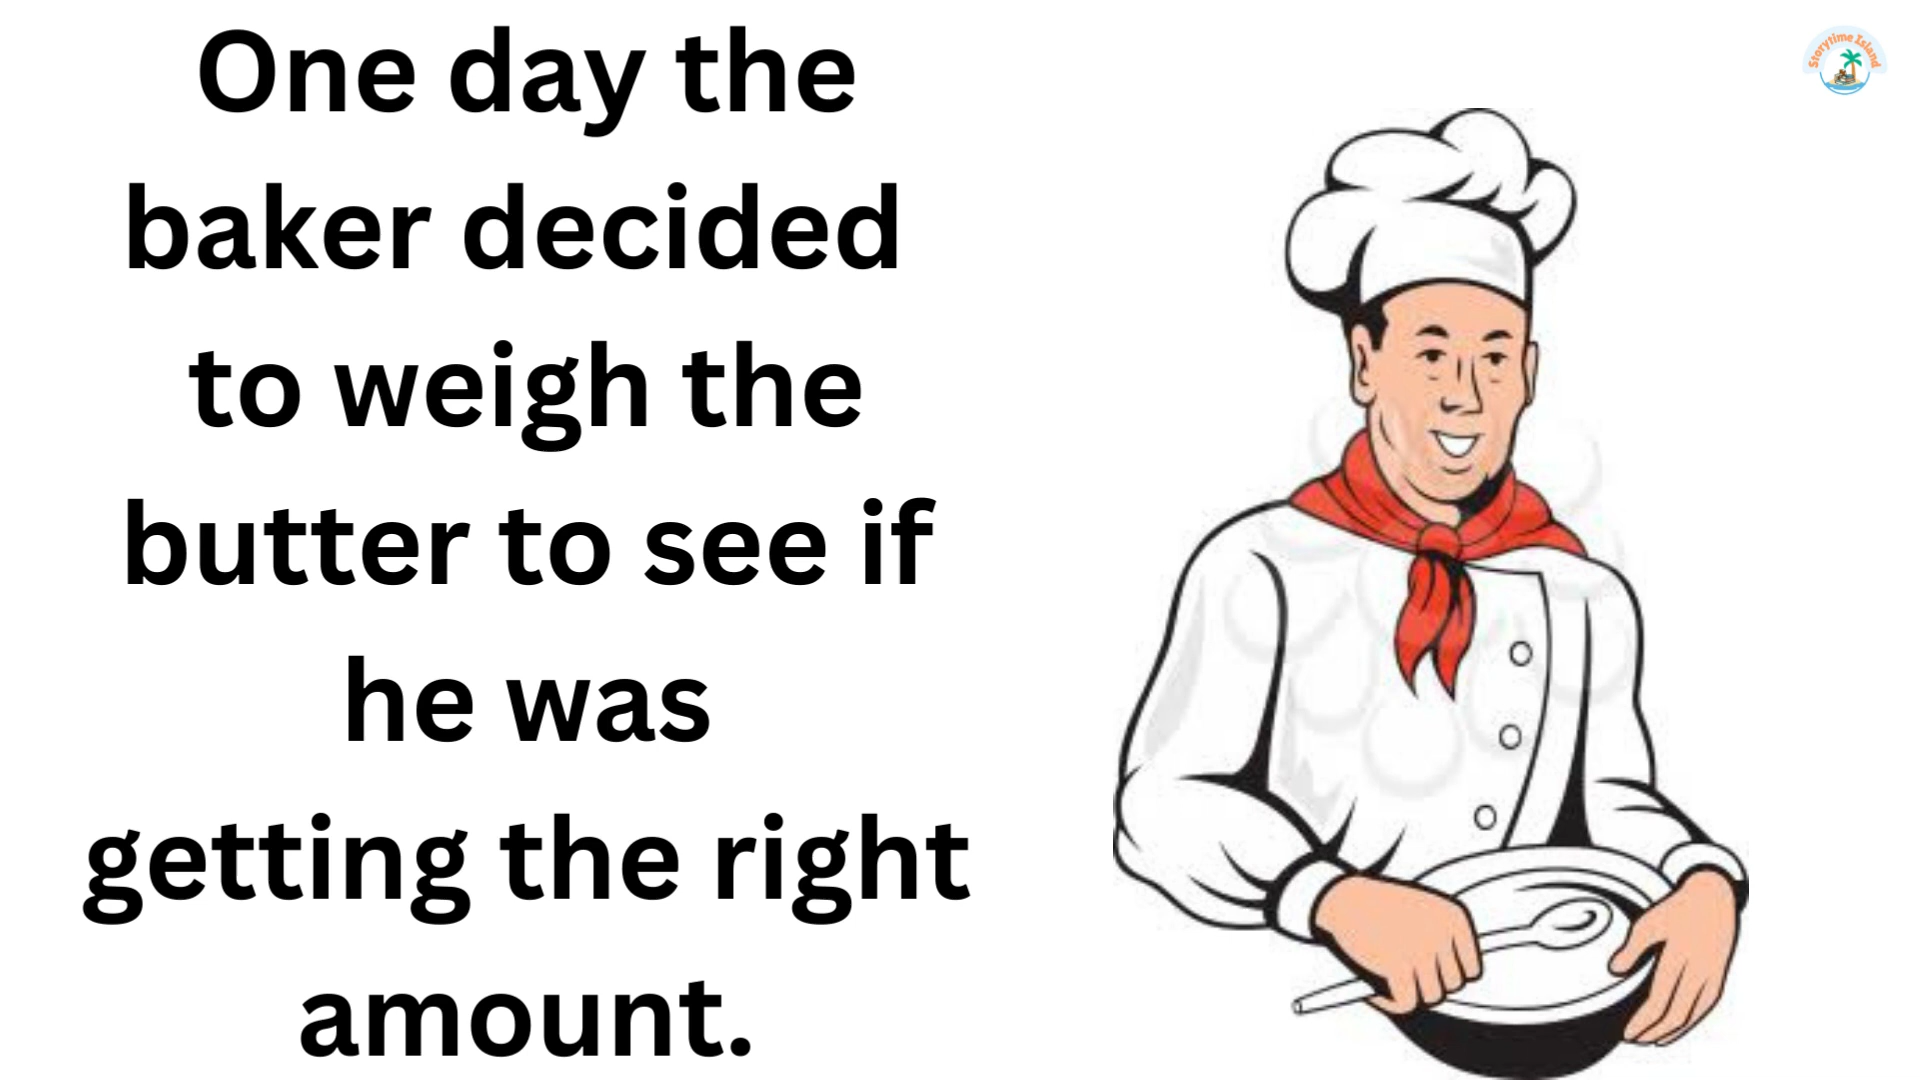 One day the
baker decided
to weigh the
butter to see if
he was
getting the right
amount.
Storytime Island